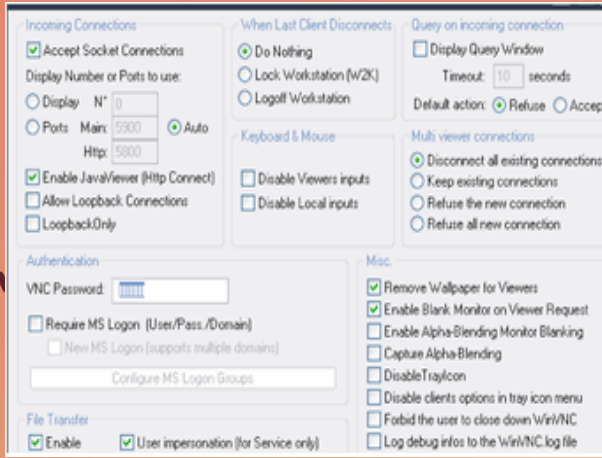 Incoming Connections
Accept Socket Connections
Display Number or Ports to use:
Display N° 0
Ports Main: 5900 Auto
Http: 5800
Enable JavaViewer (Http Connect)
Allow Loopback Connections
LoopbackOnly
When Last Client Disconnects
Do Nothing
Lock Workstation (W2K)
Logoff Workstation
Keyboard & Mouse
Disable Viewers inputs
Disable Local inputs
Query on incoming connection
Display Query Window
Timeout: 10 seconds
Default action: Refuse Accep
Multi viewer connections
Disconnect all existing connections
Keep existing connections
Refuse the new connection
Refuse all new connection
Authentication
VNC Password:
Require MS Logon (User/Pass./Domain)
New MS Logon (supports multiple domains)
Configure MS Logon Groups
Misc.
Remove Wallpaper for Viewers
Enable Blank Monitor on Viewer Request
Enable Alpha-Blending Monitor Blanking
Capture Alpha-Blending
DisableTrayIcon
Disable clients options in tray icon menu
Forbid the user to close down WinVNC
Log debug infos to the WinVNC.log file
File Transfer
Enable User impersonation (for Service only)